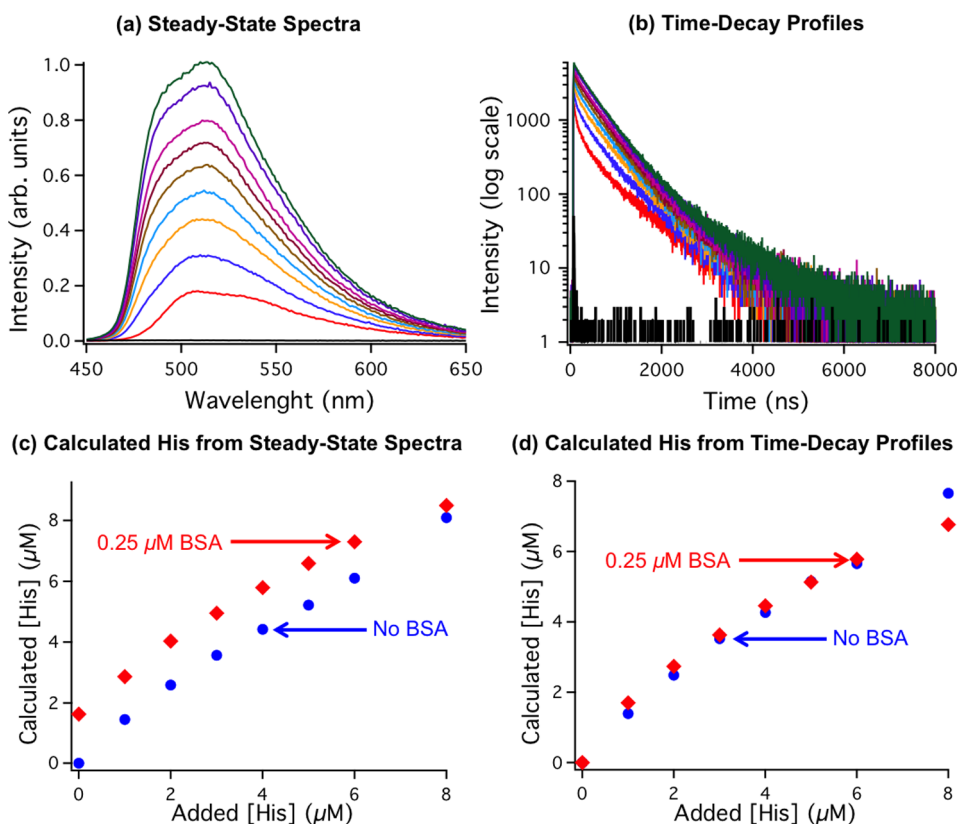 (a) Steady-State Spectra
Intensity (arb. units)
1.0
0.8
0.6
0.4
0.2
0.0
450
500
550
600
650
Wavelenght (nm)
(b) Time-Decay Profiles
Intensity (log scale)
1000
100
10
1
0
2000
4000
6000
8000
Time (ns)
(c) Calculated His from Steady-State Spectra
Calculated [His] (µM)
8
6
4
2
0
0.25 µM BSA
No BSA
0
2
4
6
8
Added [His] (µM)
(d) Calculated His from Time-Decay Profiles
Calculated [His] (µM)
8
6
4
2
0
0.25 µM BSA
No BSA
0
2
4
6
8
Added [His] (µM)